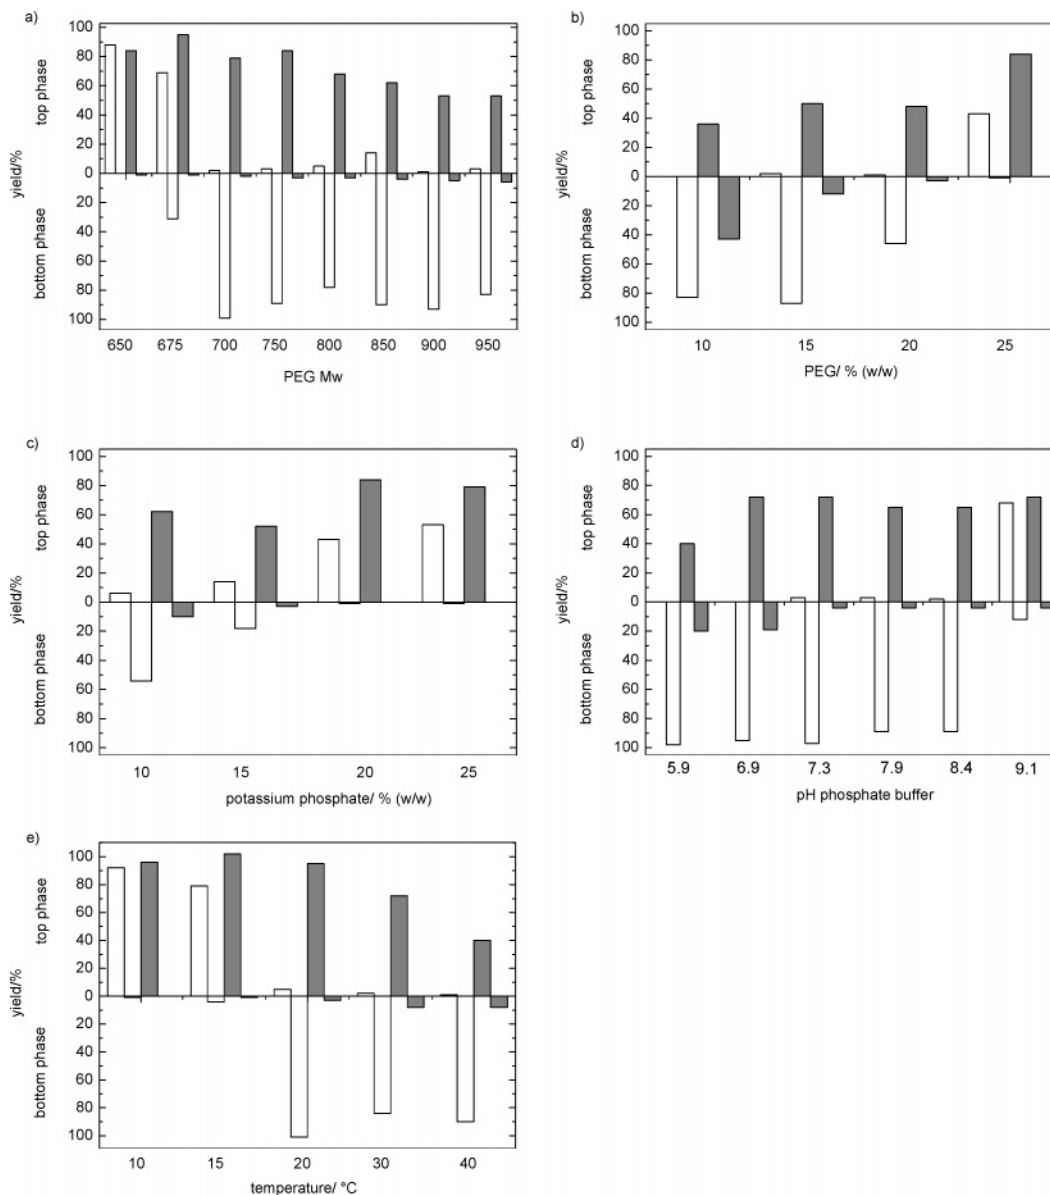 a)
100
80
60
40
20
0
20
40
60
80
100
top phase
yield/%
bottom phase
650 675 700 750 800 850 900 950
PEG Mw
b)
100
80
60
40
20
0
20
40
60
80
100
top phase
yield/%
bottom phase
10 15 20 25
PEG/ % (w/w)
c)
100
80
60
40
20
0
20
40
60
80
100
top phase
yield/%
bottom phase
10 15 20 25
potassium phosphate/ % (w/w)
d)
100
80
60
40
20
0
20
40
60
80
100
top phase
yield/%
bottom phase
5.9 6.9 7.3 7.9 8.4 9.1
pH phosphate buffer
e)
100
80
60
40
20
0
20
40
60
80
100
top phase
yield/%
bottom phase
10 15 20 30 40
temperature/ °C